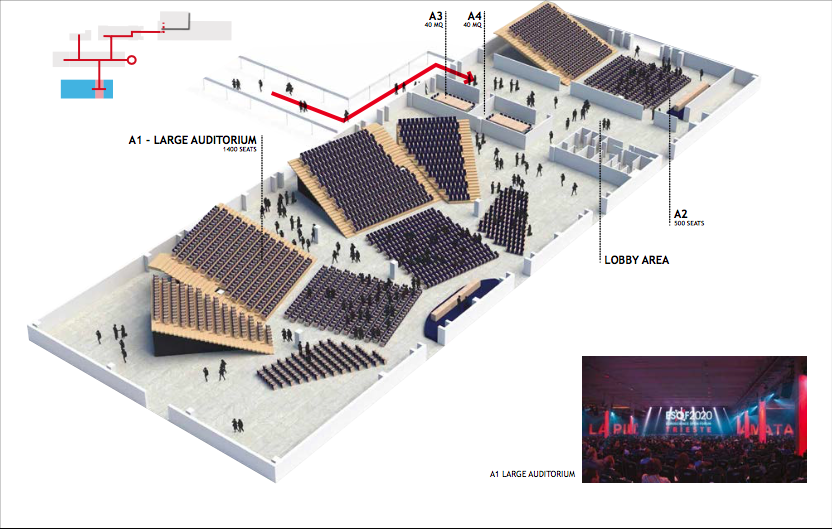 A3
40 MQ
A4
40 MQ
A1 - LARGE AUDITORIUM
1400 SEATS
A2
500 SEATS
LOBBY AREA
ESOF2020
TRIESTE
A1 LARGE AUDITORIUM